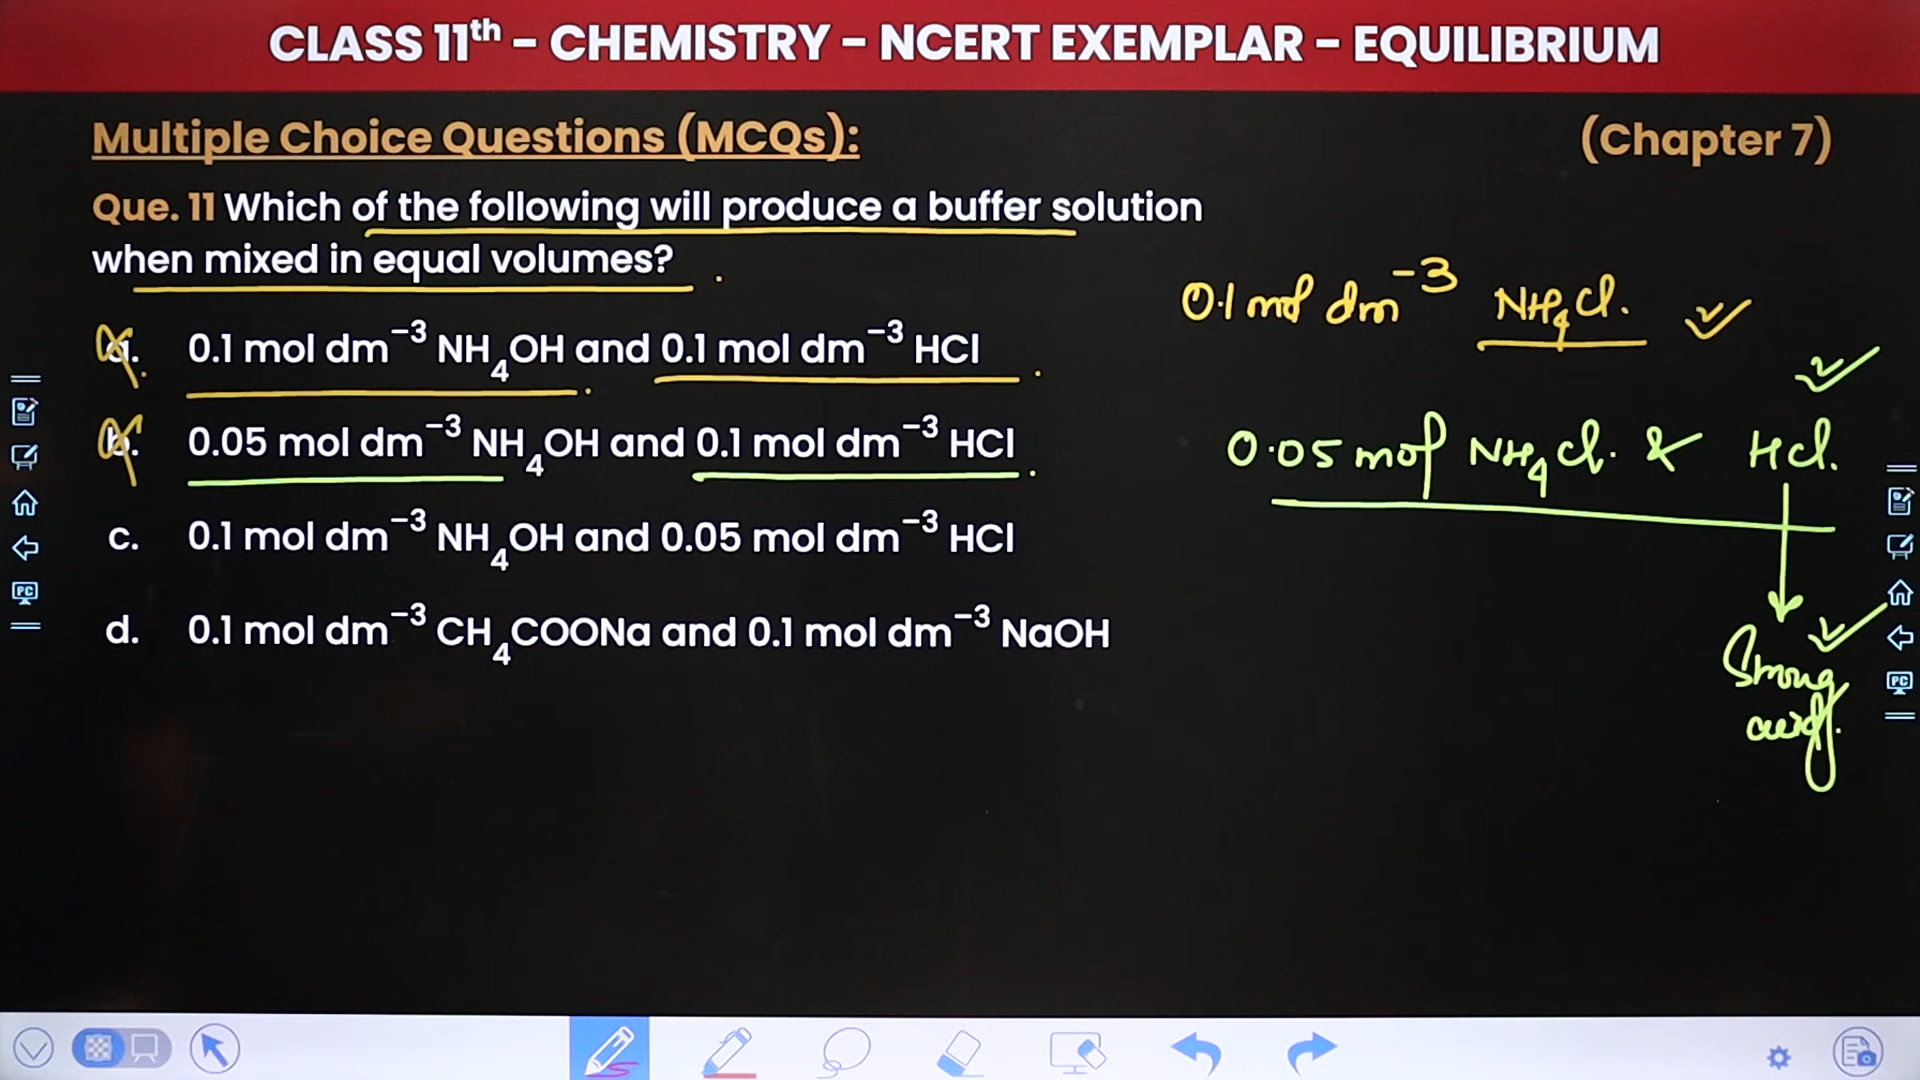 CLASS 11th - CHEMISTRY - NCERT EXEMPLAR - EQUILIBRIUM
Multiple Choice Questions (MCQs):
(Chapter 7)
Que. 11 Which of the following will produce a buffer solution
when mixed in equal volumes?
a. 0.1 mol dm⁻³ NH₄OH and 0.1 mol dm⁻³ HCl
b. 0.05 mol dm⁻³ NH₄OH and 0.1 mol dm⁻³ HCl
c. 0.1 mol dm⁻³ NH₄OH and 0.05 mol dm⁻³ HCl
d. 0.1 mol dm⁻³ CH₄COONa and 0.1 mol dm⁻³ NaOH
0.1 mol dm⁻³ NH₄Cl.
0.05 mol NH₄Cl. & HCl.
Strong
acid.
PC
PC